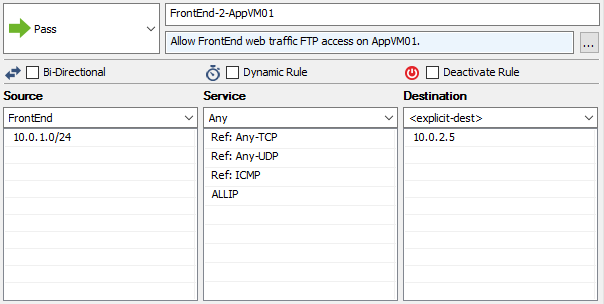 Pass
FrontEnd-2-AppVM01
Allow FrontEnd web traffic FTP access on AppVM01.
...
Bi-Directional
Dynamic Rule
Deactivate Rule
Source
Service
Destination
FrontEnd
Any
<explicit-dest>
10.0.1.0/24
Ref: Any-TCP
10.0.2.5
Ref: Any-UDP
Ref: ICMP
ALLIP